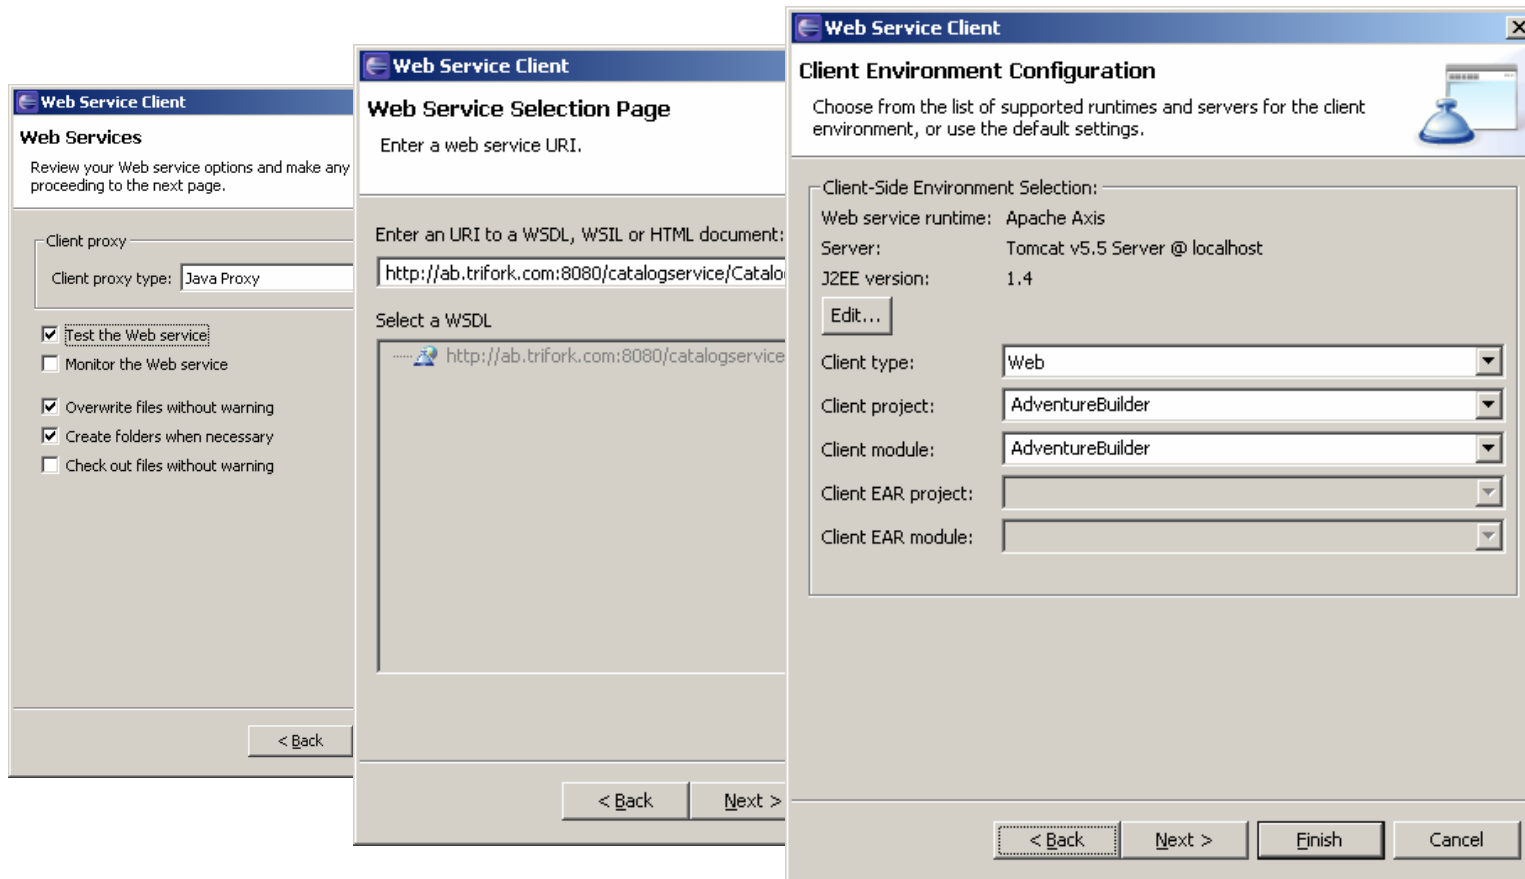 Web Service Client
Web Services
Review your Web service options and make any
proceeding to the next page.
Client proxy
Client proxy type: Java Proxy
Test the Web service
Monitor the Web service
Overwrite files without warning
Create folders when necessary
Check out files without warning
< Back
Web Service Client
Web Service Selection Page
Enter a web service URI.
Enter an URI to a WSDL, WSIL or HTML document:
http://ab.trifork.com:8080/catalogservice/Catalo
Select a WSDL
http://ab.trifork.com:8080/catalogservice
< Back Next >
Web Service Client
Client Environment Configuration
Choose from the list of supported runtimes and servers for the client
environment, or use the default settings.
Client-Side Environment Selection:
Web service runtime: Apache Axis
Server: Tomcat v5.5 Server @ localhost
J2EE version: 1.4
Edit...
Client type: Web
Client project: AdventureBuilder
Client module: AdventureBuilder
Client EAR project:
Client EAR module:
< Back Next > Finish Cancel